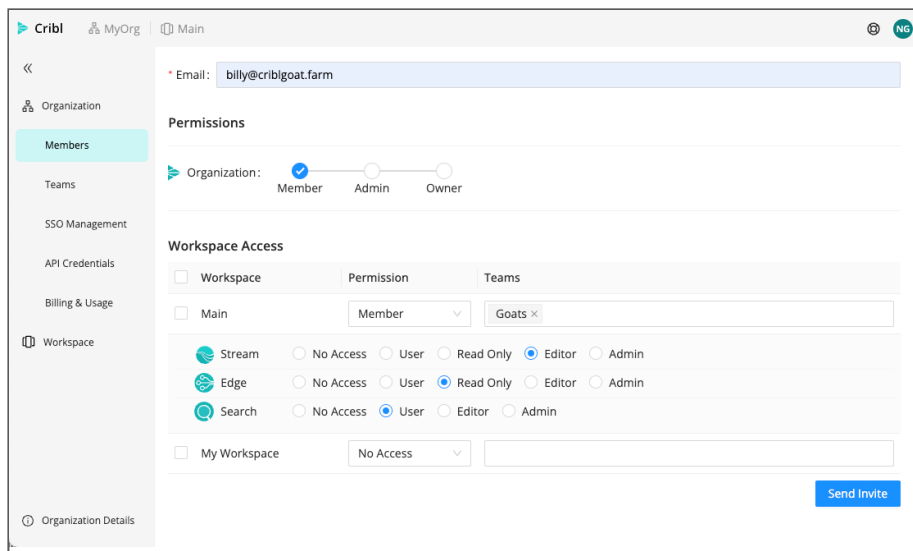 Cribl MyOrg Main NG
* Email: billy@criblgoat.farm
Organization
Permissions
Members
Organization:
Member Admin Owner
Teams
SSO Management
Workspace Access
API Credentials
Workspace Permission Teams
Billing & Usage
Main Member Goats ×
Workspace
Stream No Access User Read Only Editor Admin
Edge No Access User Read Only Editor Admin
Search No Access User Editor Admin
My Workspace No Access
Send Invite
Organization Details